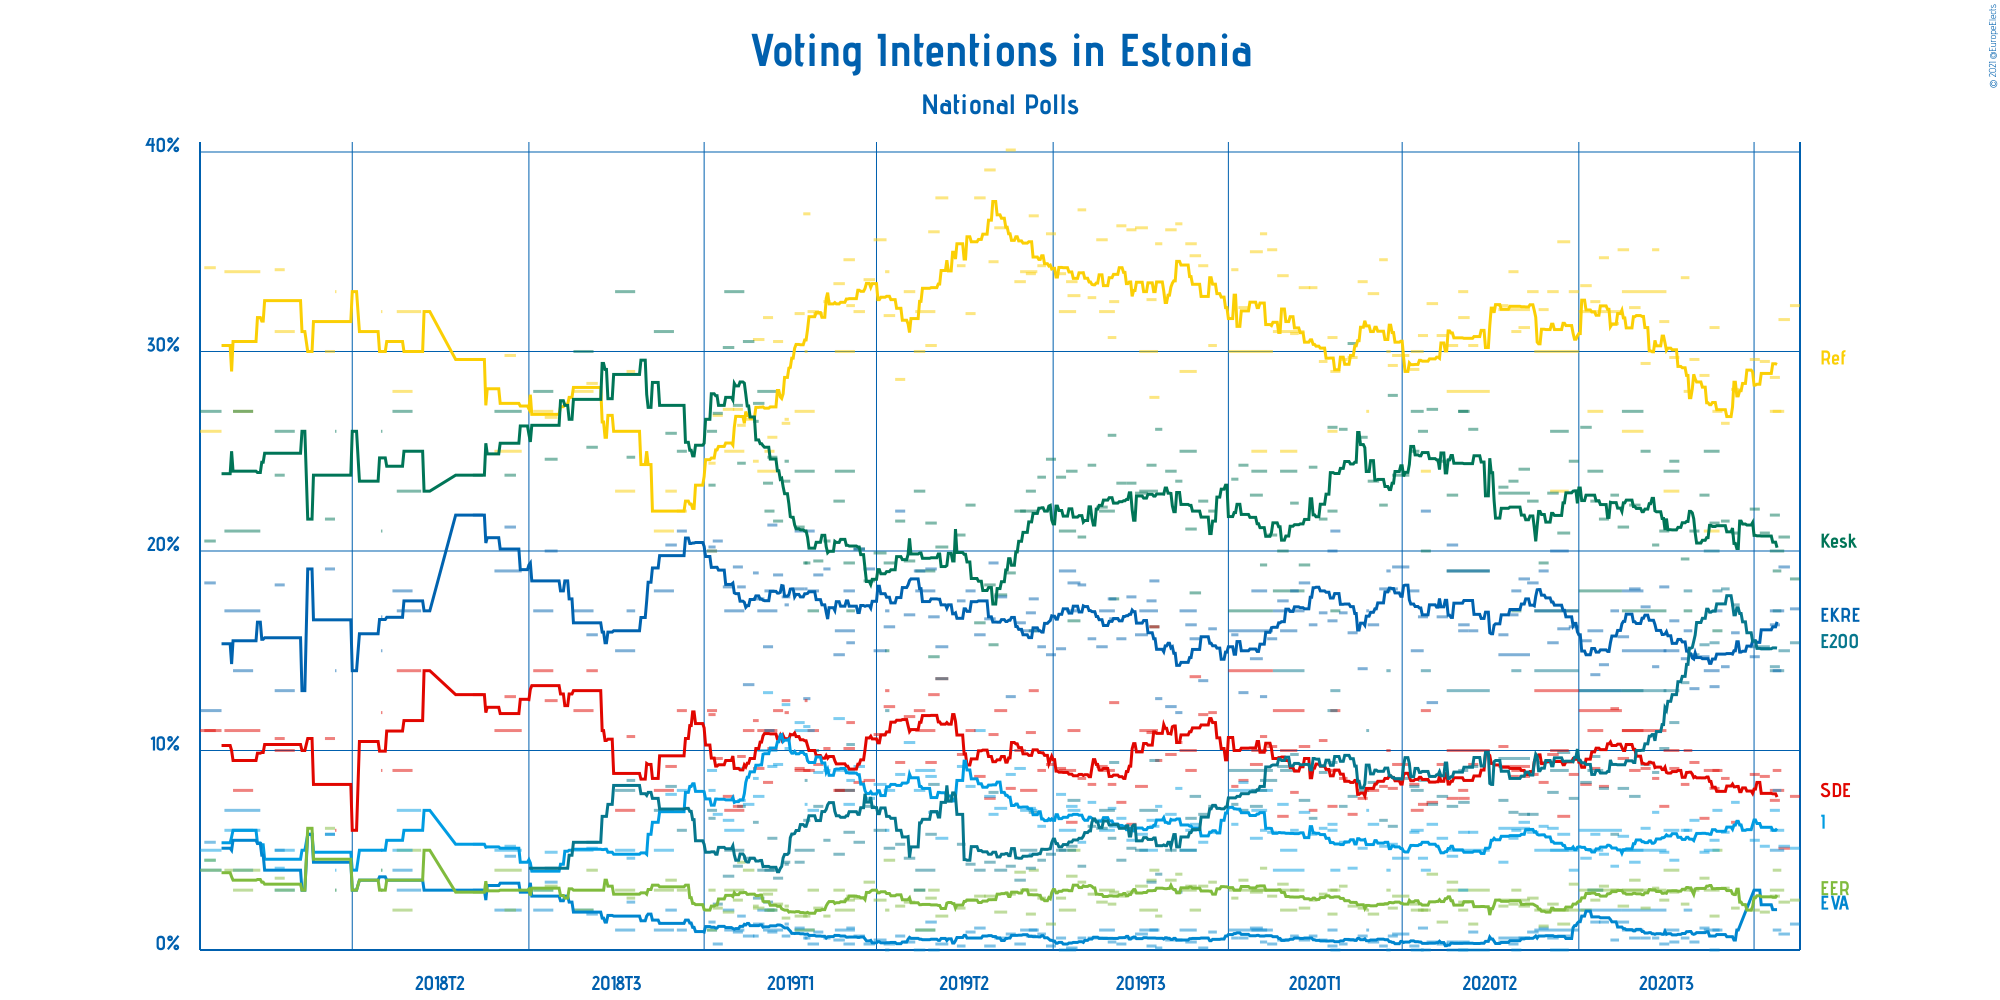 © 2021 @EuropeElects
Voting Intentions in Estonia
National Polls
40%
30%
20%
10%
0%
Ref
Kesk
EKRE
E200
SDE
I
EER
EVA
2018T2
2018T3
2019T1
2019T2
2019T3
2020T1
2020T2
2020T3